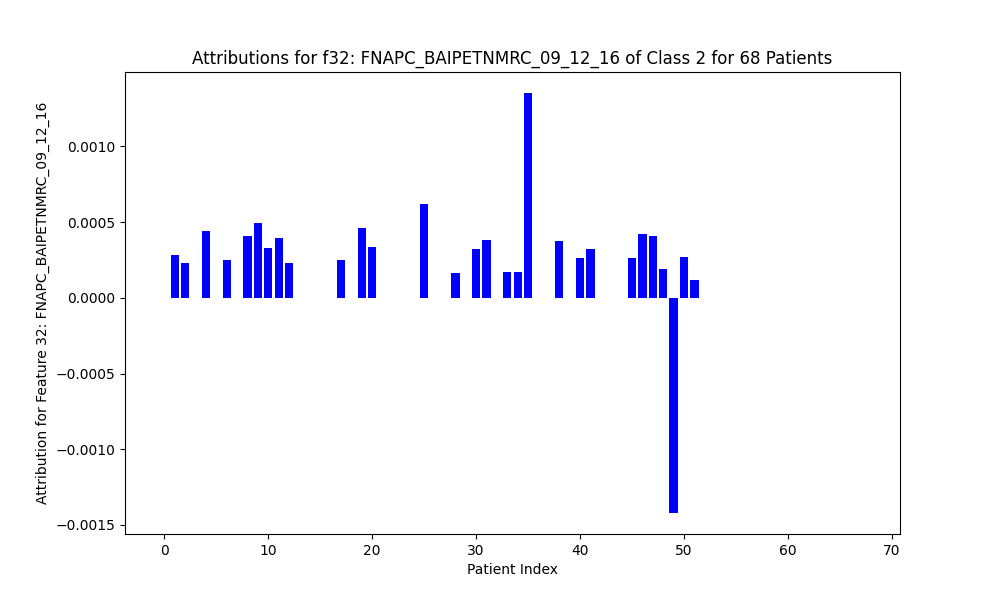 Attributions for f32: FNAPC_BAIPETNMRC_09_12_16 of Class 2 for 68 Patients
Attribution for Feature 32: FNAPC_BAIPETNMRC_09_12_16
0.0010
0.0005
0.0000
−0.0005
−0.0010
−0.0015
0 10 20 30 40 50 60 70
Patient Index